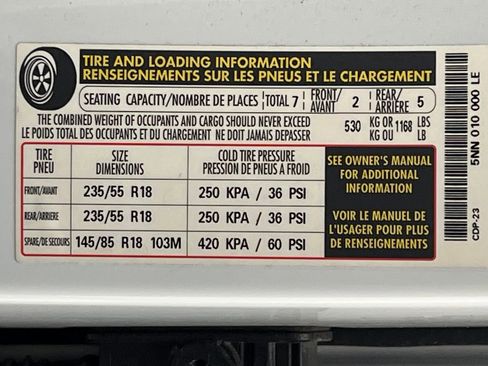 TIRE AND LOADING INFORMATION
RENSEIGNEMENTS SUR LES PNEUS ET LE CHARGEMENT
SEATING CAPACITY/NOMBRE DE PLACES TOTAL 7 FRONT/AVANT 2 REAR/ARRIÈRE 5
THE COMBINED WEIGHT OF OCCUPANTS AND CARGO SHOULD NEVER EXCEED 530 KG OR 1168 LBS
LE POIDS TOTAL DES OCCUPANTS ET DU CHARGEMENT NE DOIT JAMAIS DEPASSER KG OU LB
TIRE SIZE COLD TIRE PRESSURE
PNEU DIMENSIONS PRESSION DE PNEUS A FROID
FRONT/AVANT 235/55 R18 250 KPA / 36 PSI
REAR/ARRIERE 235/55 R18 250 KPA / 36 PSI
SPARE/DE SECOURS 145/85 R18 103M 420 KPA / 60 PSI
SEE OWNER'S MANUAL
FOR ADDITIONAL
INFORMATION
VOIR LE MANUEL DE
L'USAGER POUR PLUS
DE RENSEIGNEMENTS
5NN 010 000 LE
CDP-23